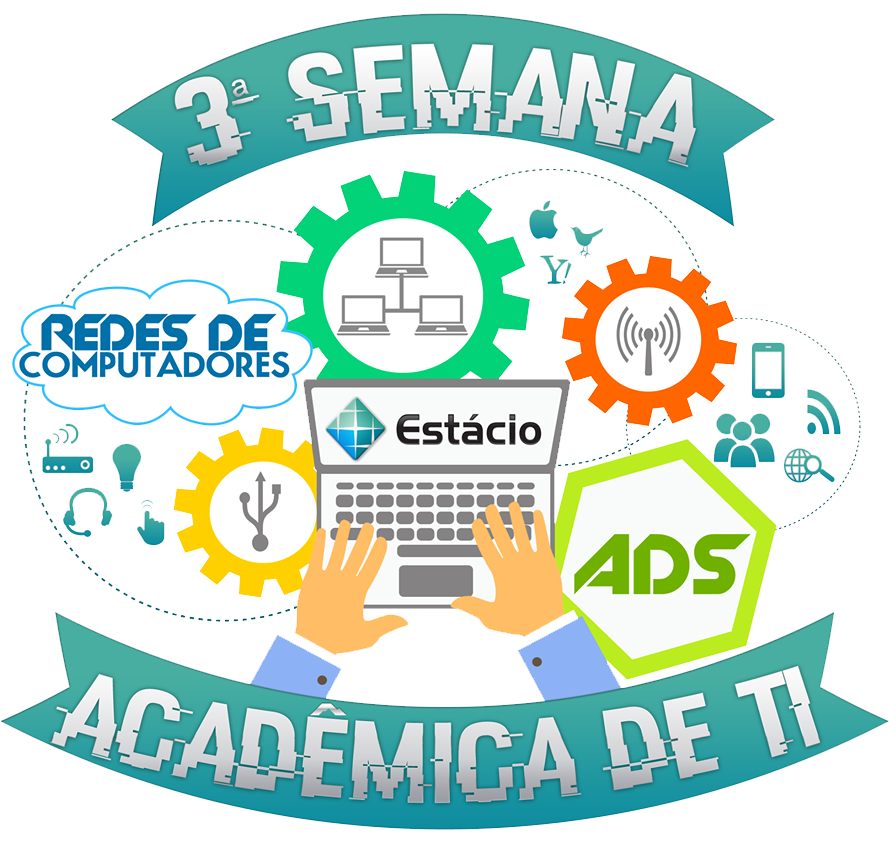 3ª SEMANA
REDES DE
COMPUTADORES
Y!
Estácio
ADS
ACADÊMICA DE TI